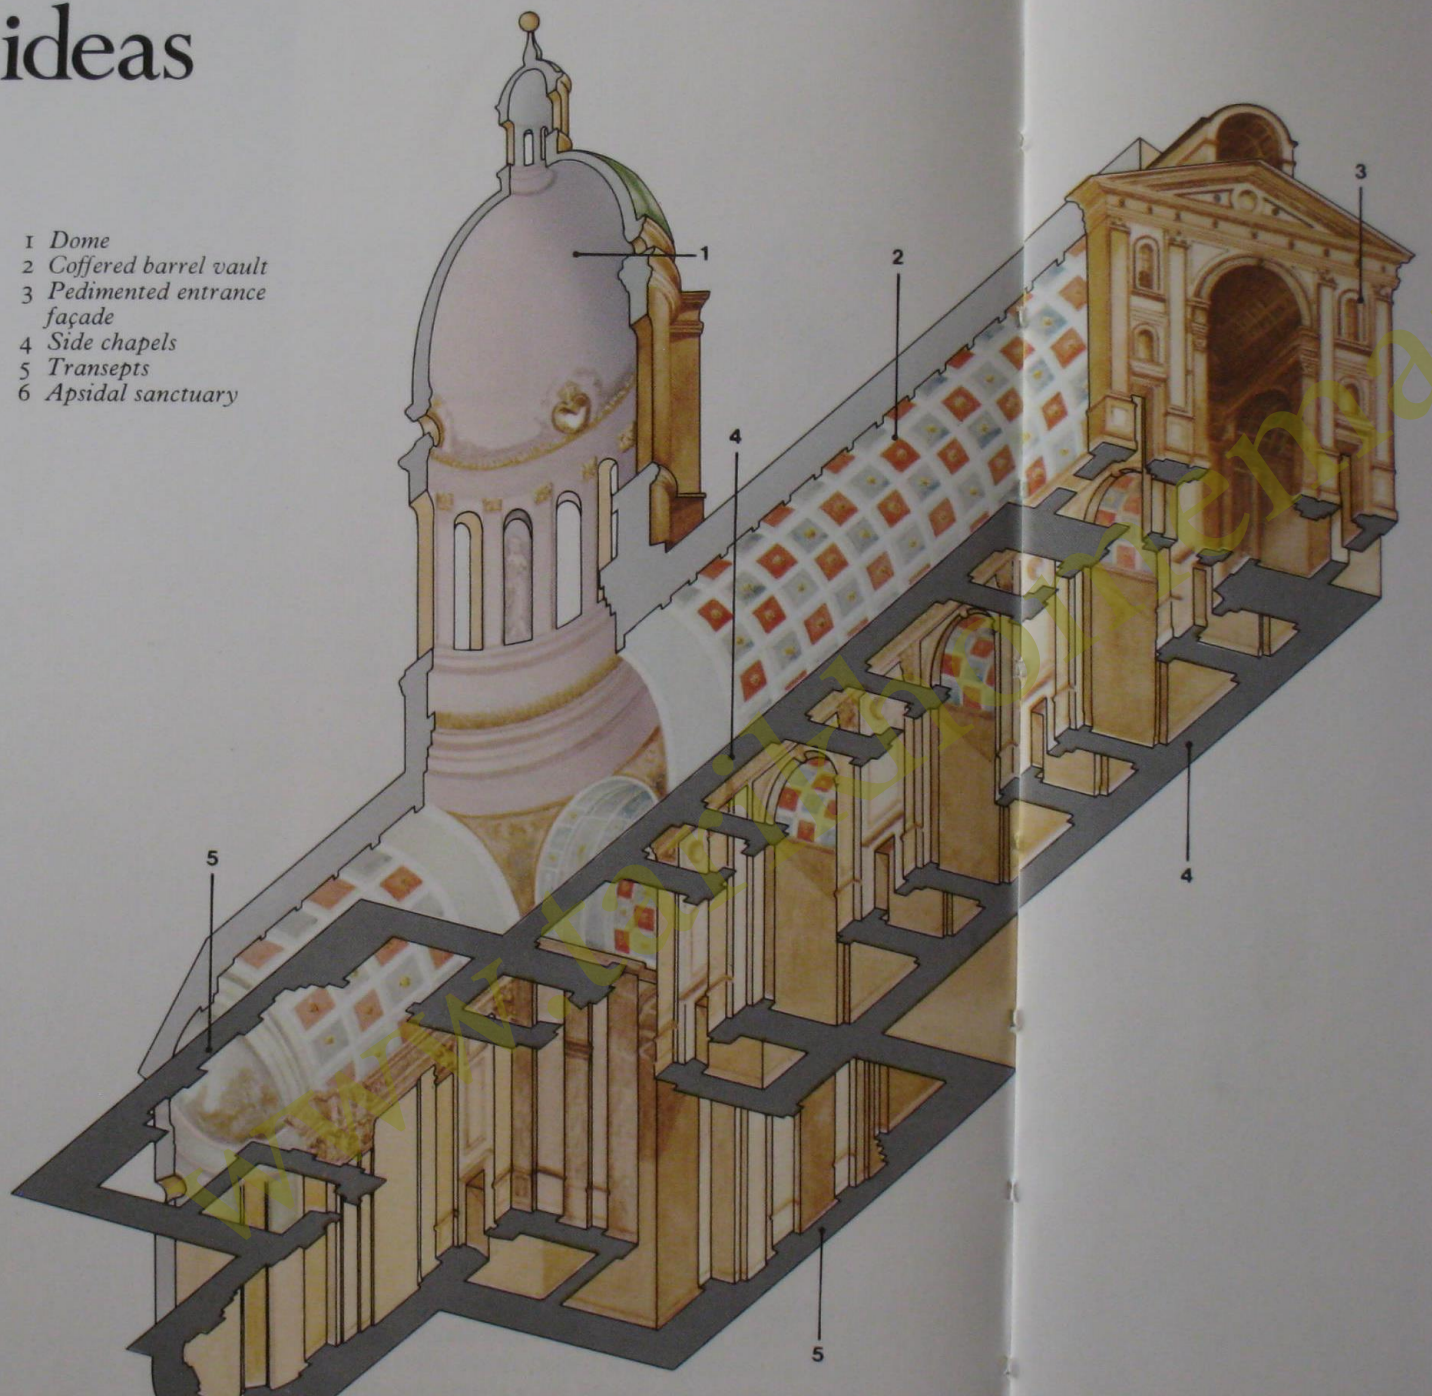 ideas
1 Dome
2 Coffered barrel vault
3 Pedimented entrance
façade
4 Side chapels
5 Transepts
6 Apsidal sanctuary
1
2
3
4
4
5
5